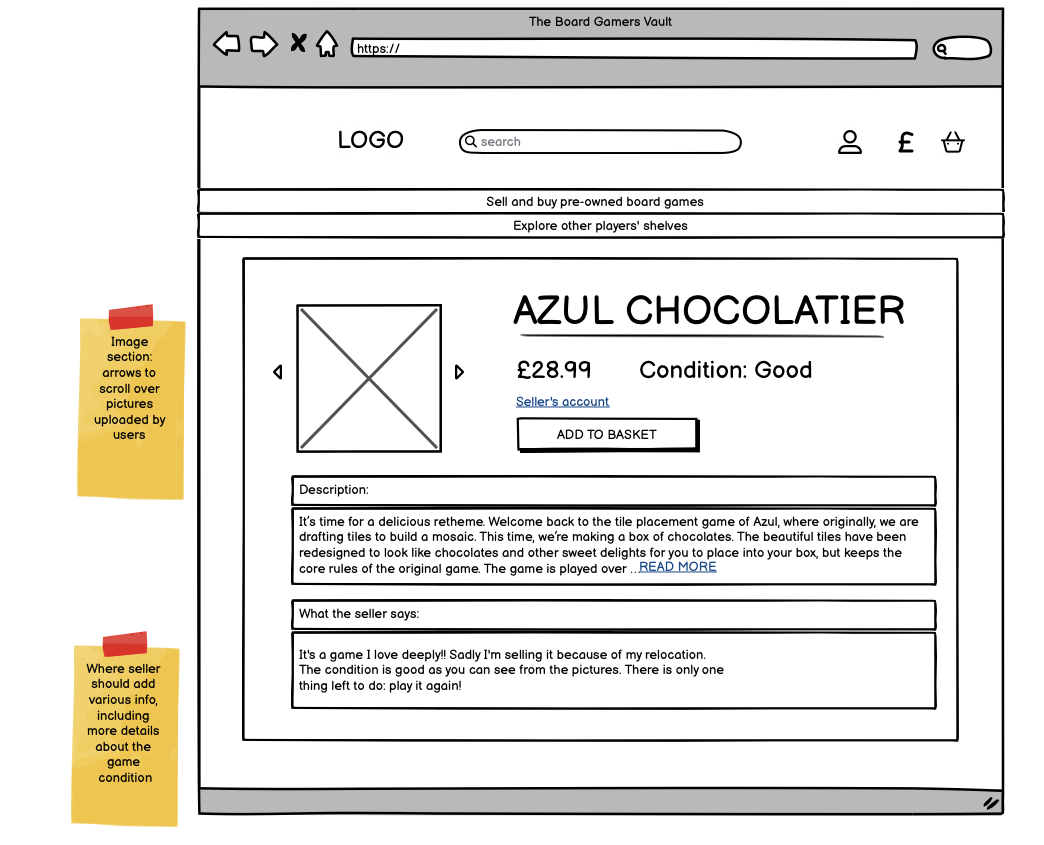 The Board Gamers Vault
https://
LOGO
search
£
Sell and buy pre-owned board games
Explore other players' shelves
Image
section:
arrows to
scroll over
pictures
uploaded by
users
AZUL CHOCOLATIER
£28.99 Condition: Good
Seller's account
ADD TO BASKET
Description:
It's time for a delicious retheme. Welcome back to the tile placement game of Azul, where originally, we are
drafting tiles to build a mosaic. This time, we're making a box of chocolates. The beautiful tiles have been
redesigned to look like chocolates and other sweet delights for you to place into your box, but keeps the
core rules of the original game. The game is played over ...READ MORE
What the seller says:
It's a game I love deeply!! Sadly I'm selling it because of my relocation.
The condition is good as you can see from the pictures. There is only one
thing left to do: play it again!
Where seller
should add
various info,
including
more details
about the
game
condition